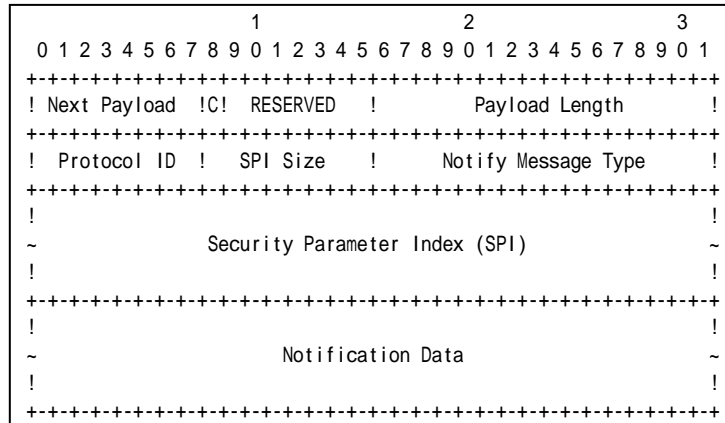 1                   2                   3
 0 1 2 3 4 5 6 7 8 9 0 1 2 3 4 5 6 7 8 9 0 1 2 3 4 5 6 7 8 9 0 1
+-+-+-+-+-+-+-+-+-+-+-+-+-+-+-+-+-+-+-+-+-+-+-+-+-+-+-+-+-+-+-+-+
! Next Payload  !C!  RESERVED   !         Payload Length        !
+-+-+-+-+-+-+-+-+-+-+-+-+-+-+-+-+-+-+-+-+-+-+-+-+-+-+-+-+-+-+-+-+
!  Protocol ID  !   SPI Size    !      Notify Message Type      !
+-+-+-+-+-+-+-+-+-+-+-+-+-+-+-+-+-+-+-+-+-+-+-+-+-+-+-+-+-+-+-+-+
!                                                               !
~                Security Parameter Index (SPI)                 ~
!                                                               !
+-+-+-+-+-+-+-+-+-+-+-+-+-+-+-+-+-+-+-+-+-+-+-+-+-+-+-+-+-+-+-+-+
!                                                               !
~                       Notification Data                       ~
!                                                               !
+-+-+-+-+-+-+-+-+-+-+-+-+-+-+-+-+-+-+-+-+-+-+-+-+-+-+-+-+-+-+-+-+